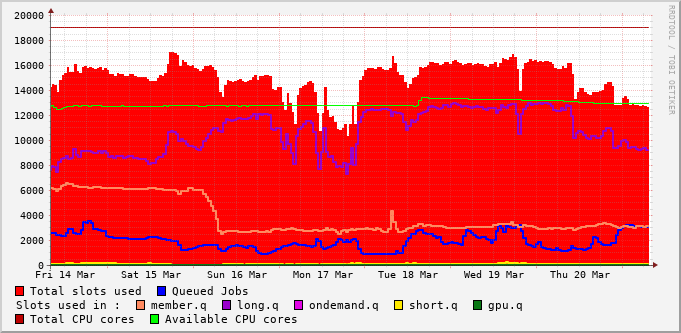 20000
18000
16000
14000
12000
10000
8000
6000
4000
2000
0
Fri 14 Mar Sat 15 Mar Sun 16 Mar Mon 17 Mar Tue 18 Mar Wed 19 Mar Thu 20 Mar
Total slots used Queued Jobs
Slots used in : member.q long.q ondemand.q short.q gpu.q
Total CPU cores Available CPU cores
RRDTOOL / TOBI OETIKER